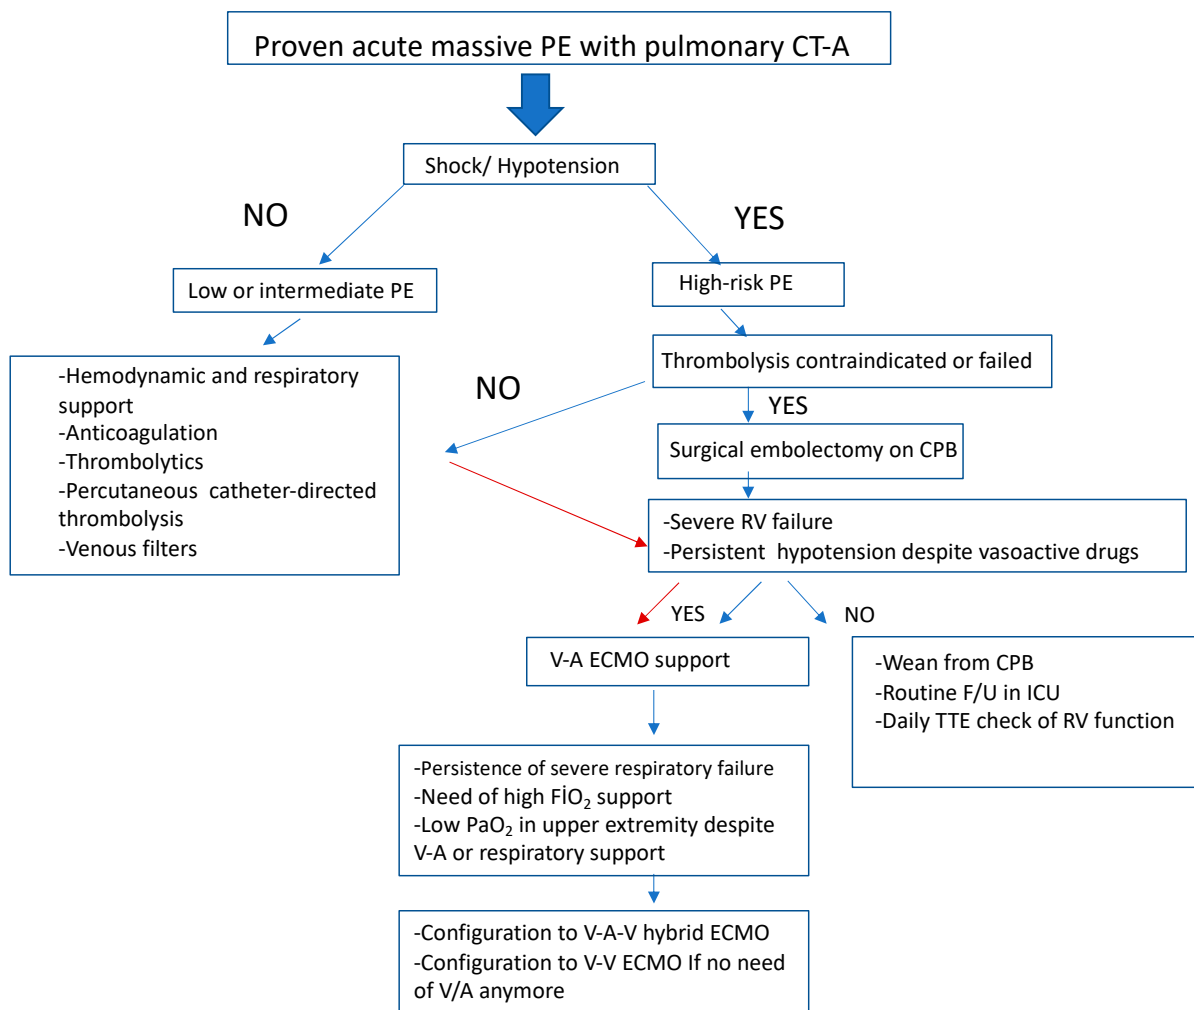 Proven acute massive PE with pulmonary CT-A
Shock/ Hypotension
NO
YES
Low or intermediate PE
High-risk PE
-Hemodynamic and respiratory
support
-Anticoagulation
-Thrombolytics
-Percutaneous catheter-directed
thrombolysis
-Venous filters
Thrombolysis contraindicated or failed
NO
YES
Surgical embolectomy on CPB
-Severe RV failure
-Persistent hypotension despite vasoactive drugs
YES
NO
V-A ECMO support
-Wean from CPB
-Routine F/U in ICU
-Daily TTE check of RV function
-Persistence of severe respiratory failure
-Need of high FİO₂ support
-Low PaO₂ in upper extremity despite
V-A or respiratory support
-Configuration to V-A-V hybrid ECMO
-Configuration to V-V ECMO If no need
of V/A anymore